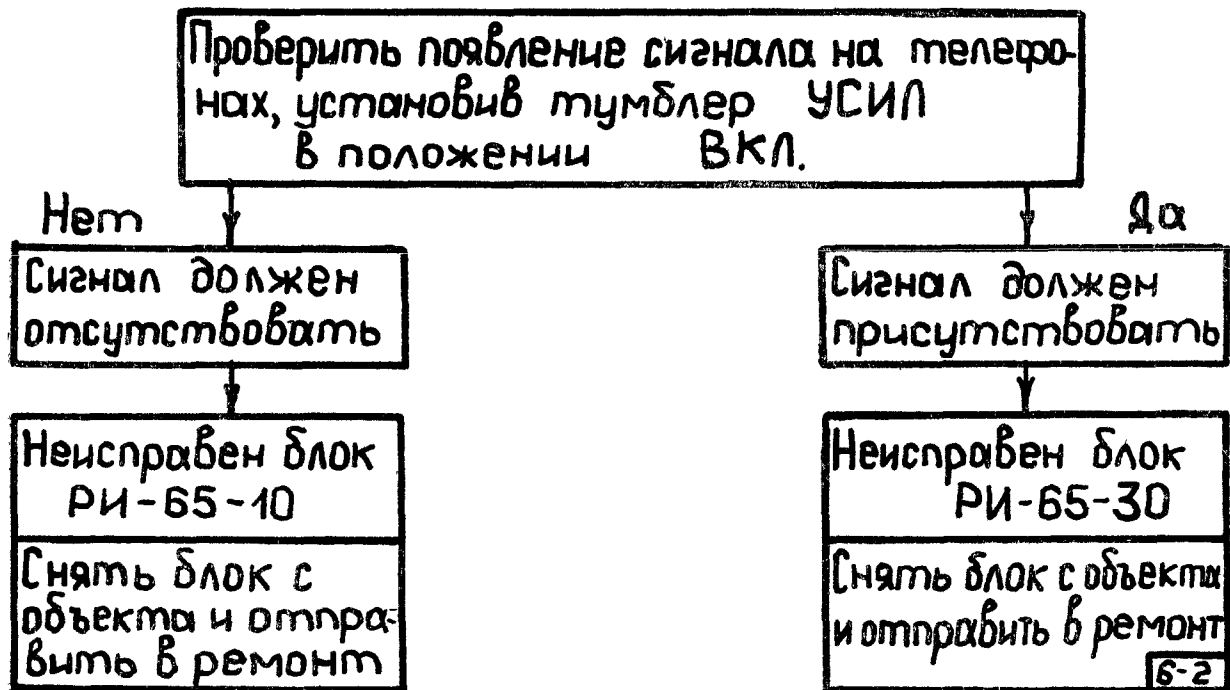 Проверить появление сигнала на телефо-
нах, установив тумблер УСИЛ
в положении ВКЛ.
Нет
Да
Сигнал должен
отсутствовать
Сигнал должен
присутствовать
Неисправен блок
РИ-65-10
Неисправен блок
РИ-65-30
Снять блок с
объекта и отпра-
вить в ремонт
Снять блок с объекта
и отправить в ремонт
6-2